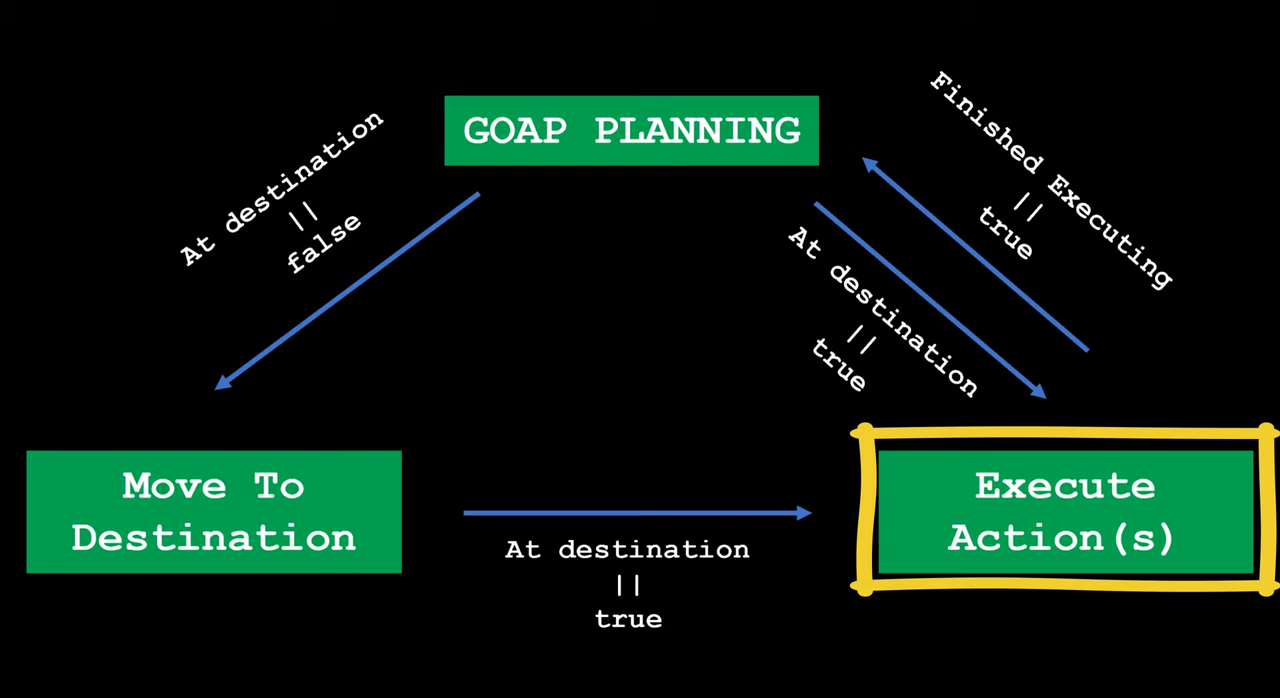 GOAP PLANNING
At destination
||
false
At destination
||
true
Finished Executing
||
true
Move To
Destination
At destination
||
true
Execute
Action(s)